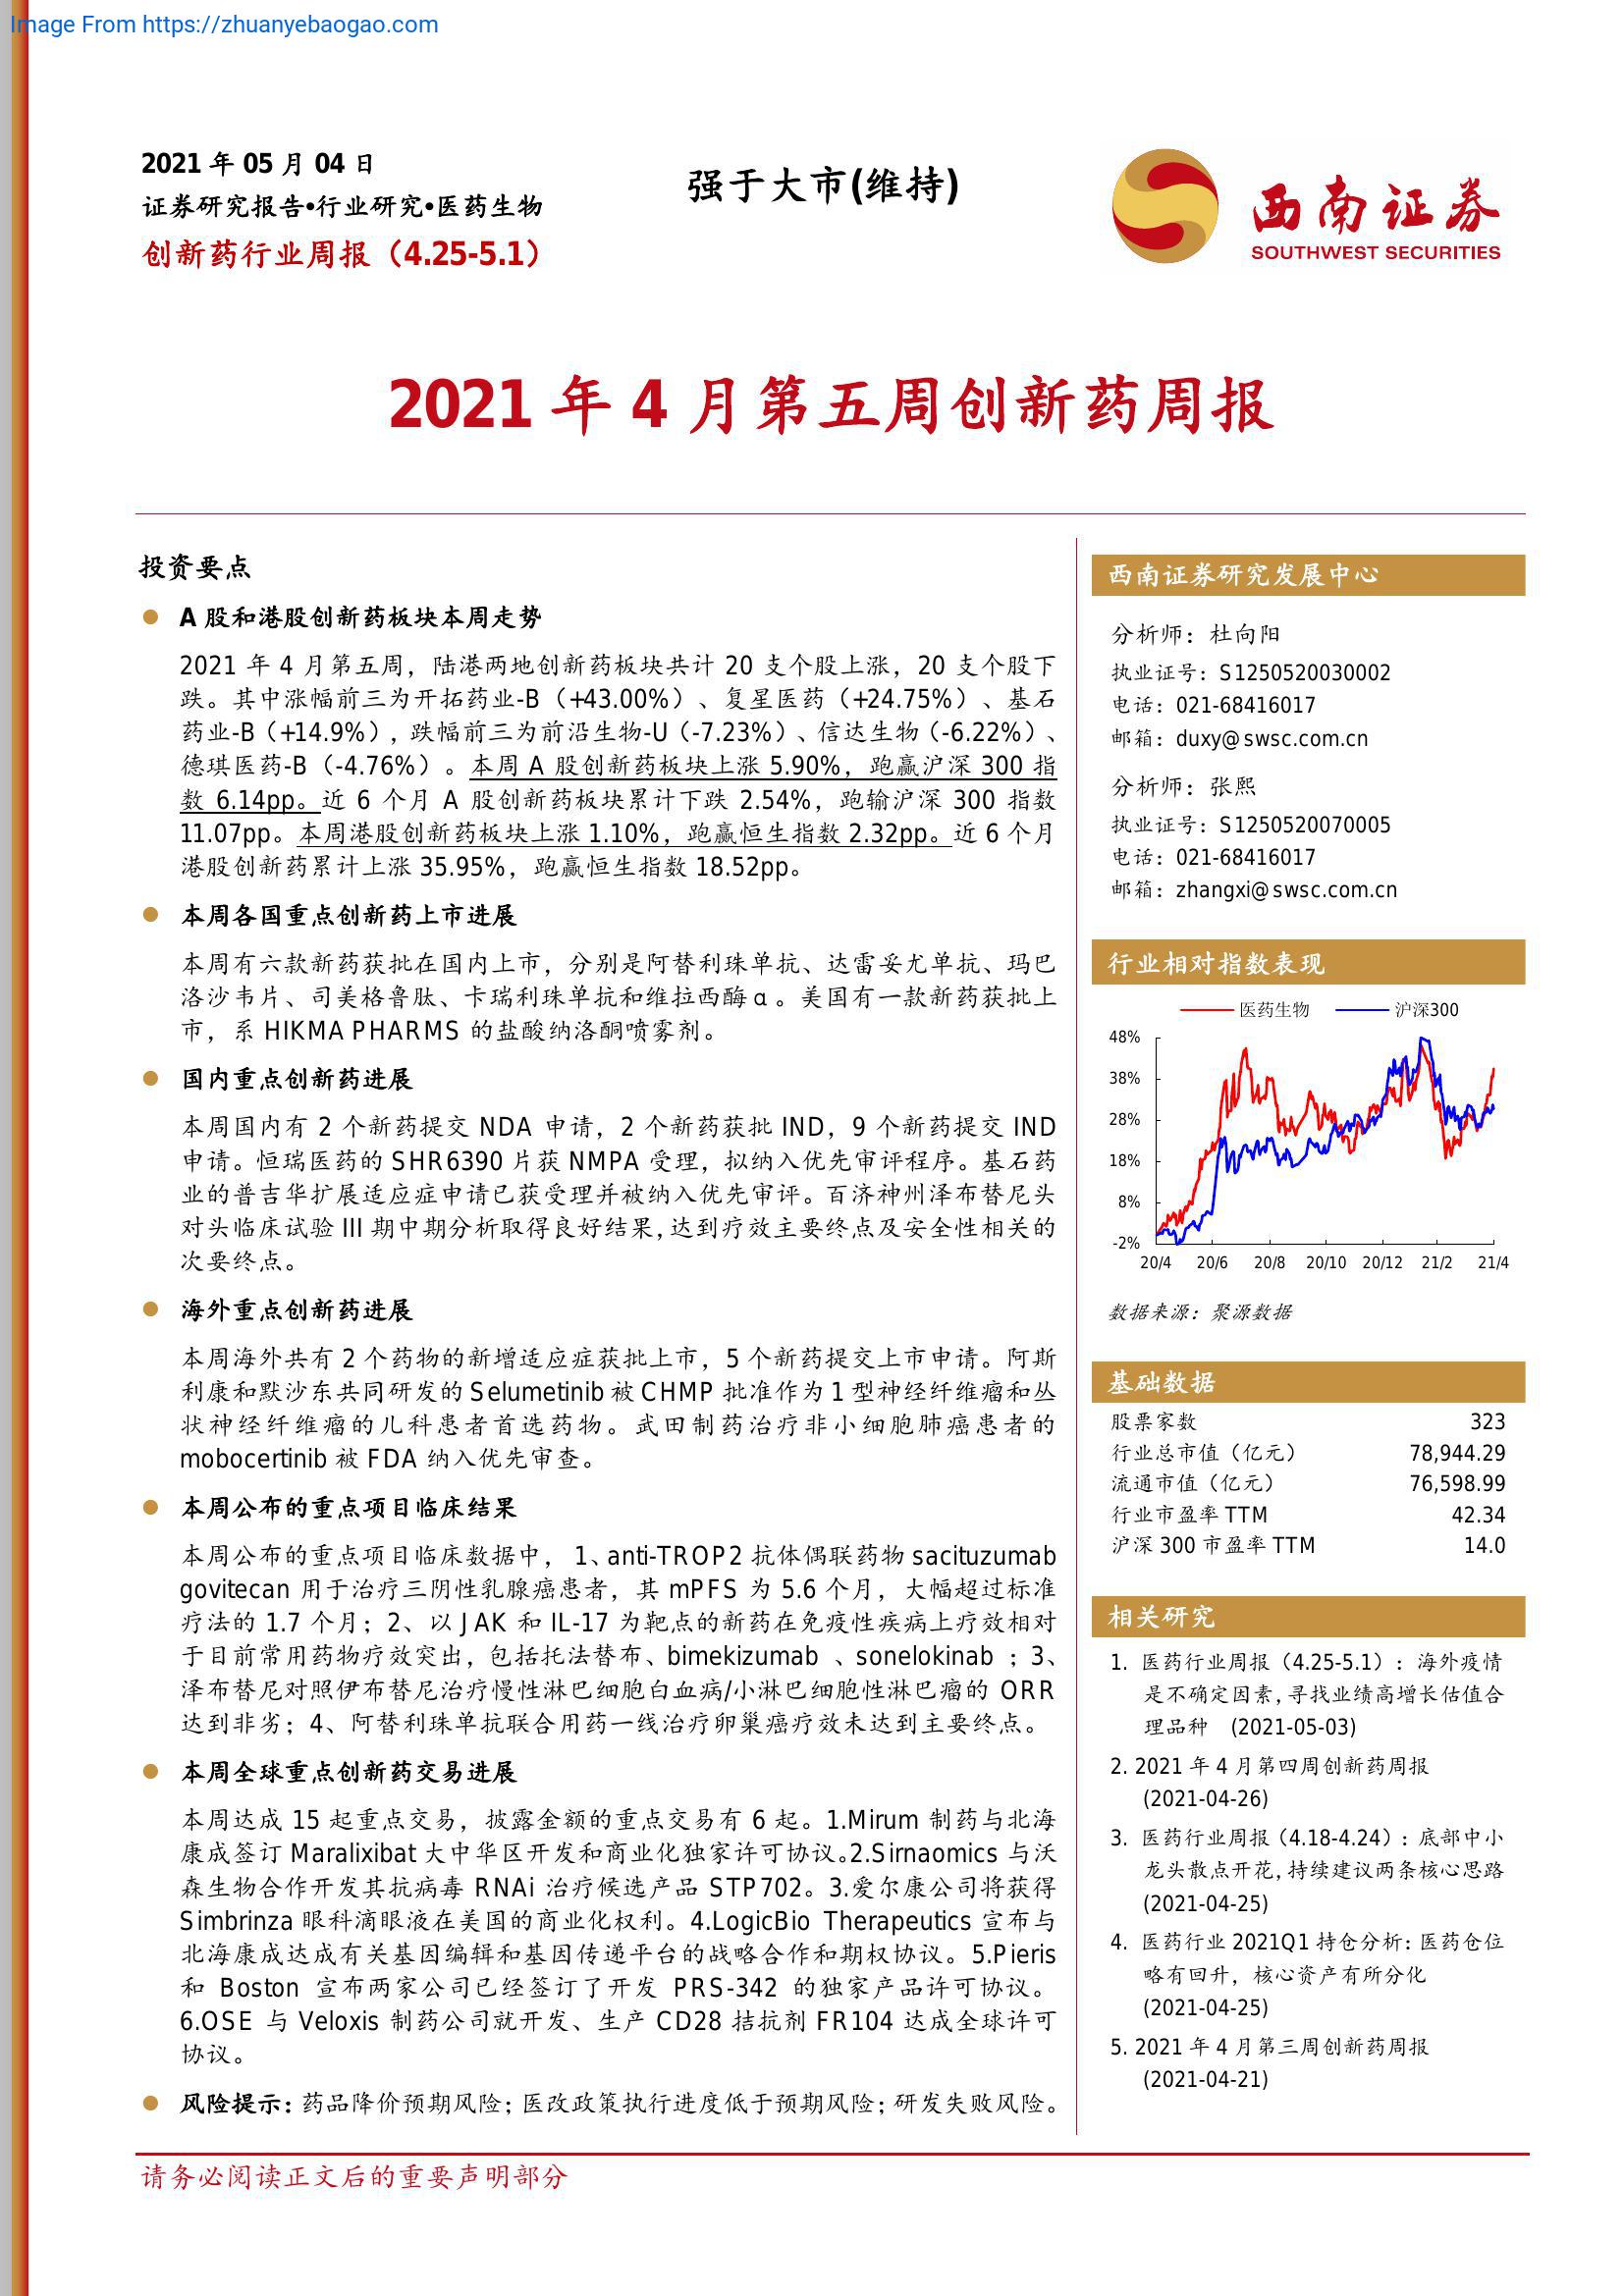 Image From https://zhuanyebaogao.com
2021 年 05 月 04 日
证券研究报告•行业研究•医药生物
创新药行业周报（4.25-5.1）
强于大市(维持)
西南证券
SOUTHWEST SECURITIES
2021 年 4 月第五周创新药周报
投资要点
A 股和港股创新药板块本周走势
2021 年 4 月第五周，陆港两地创新药板块共计 20 支个股上涨，20 支个股下
跌。其中涨幅前三为开拓药业-B（+43.00%）、复星医药（+24.75%）、基石
药业-B（+14.9%），跌幅前三为前沿生物-U（-7.23%）、信达生物（-6.22%）、
德琪医药-B（-4.76%）。本周 A 股创新药板块上涨 5.90%，跑赢沪深 300 指
数 6.14pp。近 6 个月 A 股创新药板块累计下跌 2.54%，跑输沪深 300 指数
11.07pp。本周港股创新药板块上涨 1.10%，跑赢恒生指数 2.32pp。近 6 个月
港股创新药累计上涨 35.95%，跑赢恒生指数 18.52pp。
本周各国重点创新药上市进展
本周有六款新药获批在国内上市，分别是阿替利珠单抗、达雷妥尤单抗、玛巴
洛沙韦片、司美格鲁肽、卡瑞利珠单抗和维拉西酶α。美国有一款新药获批上
市，系 HIKMA PHARMS 的盐酸纳洛酮喷雾剂。
国内重点创新药进展
本周国内有 2 个新药提交 NDA 申请，2 个新药获批 IND，9 个新药提交 IND
申请。恒瑞医药的 SHR6390 片获 NMPA 受理，拟纳入优先审评程序。基石药
业的普吉华扩展适应症申请已获受理并被纳入优先审评。百济神州泽布替尼头
对头临床试验 III 期中期分析取得良好结果，达到疗效主要终点及安全性相关的
次要终点。
海外重点创新药进展
本周海外共有 2 个药物的新增适应症获批上市，5 个新药提交上市申请。阿斯
利康和默沙东共同研发的 Selumetinib 被 CHMP 批准作为 1 型神经纤维瘤和丛
状神经纤维瘤的儿科患者首选药物。武田制药治疗非小细胞肺癌患者的
mobocertinib 被 FDA 纳入优先审查。
本周公布的重点项目临床结果
本周公布的重点项目临床数据中， 1、anti-TROP2 抗体偶联药物 sacituzumab
govitecan 用于治疗三阴性乳腺癌患者，其 mPFS 为 5.6 个月，大幅超过标准
疗法的 1.7 个月；2、以 JAK 和 IL-17 为靶点的新药在免疫性疾病上疗效相对
于目前常用药物疗效突出，包括托法替布、bimekizumab 、sonelokinab ；3、
泽布替尼对照伊布替尼治疗慢性淋巴细胞白血病/小淋巴细胞性淋巴瘤的 ORR
达到非劣；4、阿替利珠单抗联合用药一线治疗卵巢癌疗效未达到主要终点。
本周全球重点创新药交易进展
本周达成 15 起重点交易，披露金额的重点交易有 6 起。1.Mirum 制药与北海
康成签订 Maralixibat 大中华区开发和商业化独家许可协议。2.Sirnaomics 与沃
森生物合作开发其抗病毒 RNAi 治疗候选产品 STP702。3.爱尔康公司将获得
Simbrinza 眼科滴眼液在美国的商业化权利。4.LogicBio Therapeutics 宣布与
北海康成达成有关基因编辑和基因传递平台的战略合作和期权协议。5.Pieris
和 Boston 宣布两家公司已经签订了开发 PRS-342 的独家产品许可协议。
6.OSE 与 Veloxis 制药公司就开发、生产 CD28 拮抗剂 FR104 达成全球许可
协议。
风险提示：药品降价预期风险；医改政策执行进度低于预期风险；研发失败风险。
西南证券研究发展中心
分析师：杜向阳
执业证号：S1250520030002
电话：021-68416017
邮箱：duxy@swsc.com.cn
分析师：张熙
执业证号：S1250520070005
电话：021-68416017
邮箱：zhangxi@swsc.com.cn
行业相对指数表现
医药生物 沪深300
48%
38%
28%
18%
8%
-2%
20/4 20/6 20/8 20/10 20/12 21/2 21/4
数据来源：聚源数据
基础数据
股票家数 323
行业总市值（亿元） 78,944.29
流通市值（亿元） 76,598.99
行业市盈率 TTM 42.34
沪深 300 市盈率 TTM 14.0
相关研究
1. 医药行业周报（4.25-5.1）：海外疫情
是不确定因素，寻找业绩高增长估值合
理品种 (2021-05-03)
2. 2021 年 4 月第四周创新药周报
(2021-04-26)
3. 医药行业周报（4.18-4.24）：底部中小
龙头散点开花，持续建议两条核心思路
(2021-04-25)
4. 医药行业 2021Q1 持仓分析：医药仓位
略有回升，核心资产有所分化
(2021-04-25)
5. 2021 年 4 月第三周创新药周报
(2021-04-21)
请务必阅读正文后的重要声明部分